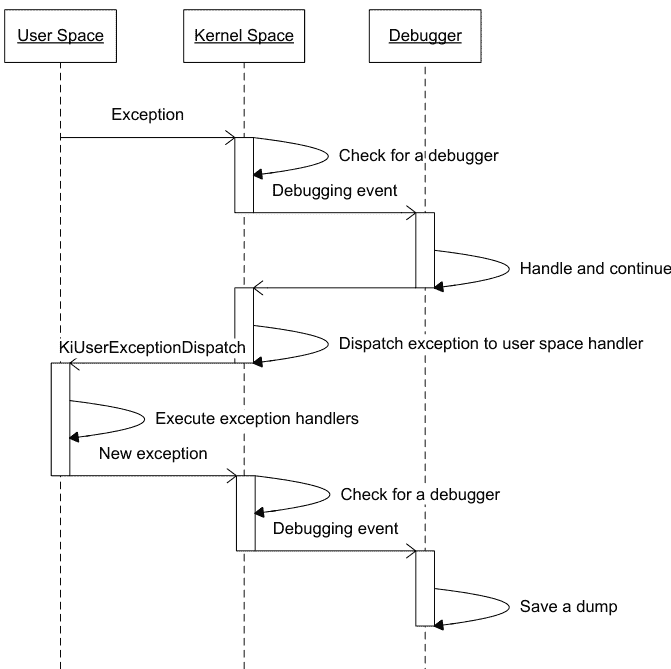 User Space
Kernel Space
Debugger
Exception
Check for a debugger
Debugging event
Handle and continue
KiUserExceptionDispatch
Dispatch exception to user space handler
Execute exception handlers
New exception
Check for a debugger
Debugging event
Save a dump